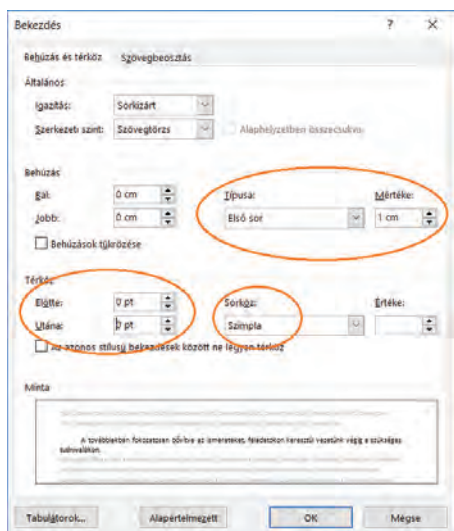 Bekezdés ? ×
Behúzás és térköz Szövegbeosztás
Általános
Igazítás: Sorkizárt
Szerkezeti szint: Szövegtörzs Alaphelyzetben összecsukva
Behúzás
Bal: 0 cm Típusa: Mértéke:
Jobb: 0 cm Első sor 1 cm
Behúzások tükrözése
Térköz
Előtte: 0 pt Sorköz: Értéke:
Utána: 0 pt Szimpla
Az azonos stílusú bekezdések között ne legyen térköz
Minta
A továbbiakban fokozatosan bővítve az ismereteket, feladatokon keresztül vezetünk végig a szükséges
tudnivalókon.
Tabulátorok... Alapértelmezett OK Mégse